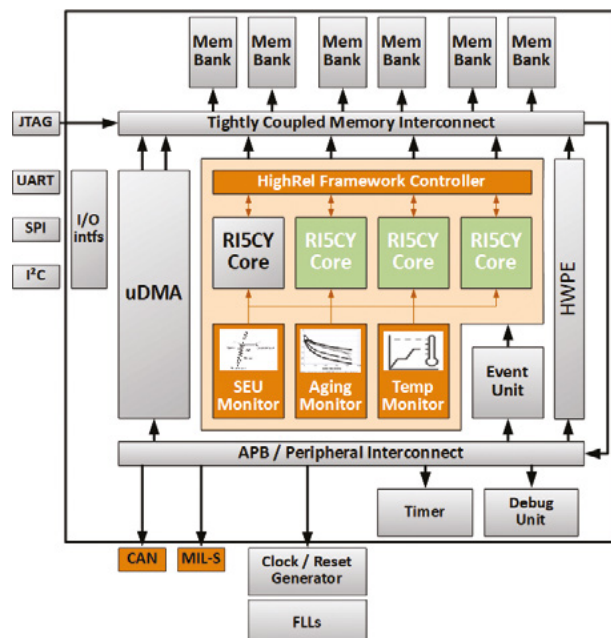 Mem
Bank
Mem
Bank
Mem
Bank
Mem
Bank
Mem
Bank
Mem
Bank
JTAG
Tightly Coupled Memory Interconnect
UART
SPI
I²C
I/O
intfs
uDMA
HighRel Framework Controller
RI5CY
Core
RI5CY
Core
RI5CY
Core
RI5CY
Core
HWPE
SEU
Monitor
Aging
Monitor
Temp
Monitor
Event
Unit
APB / Peripheral Interconnect
Timer
Debug
Unit
CAN
MIL-S
Clock / Reset
Generator
FLLs